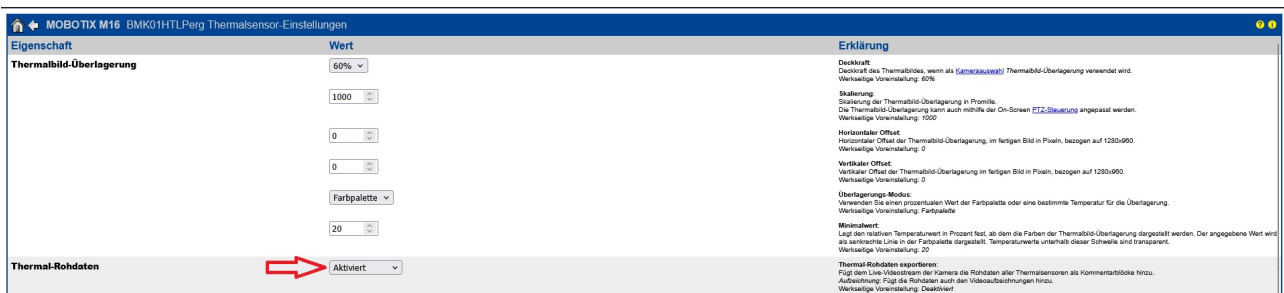 MOBOTIX M16 BMK01HTLPerg Thermalsensor-Einstellungen
Eigenschaft Wert Erklärung
Thermalbild-Überlagerung 60% Deckkraft:
Deckkraft des Thermalbildes, wenn als Kameraauswahl Thermalbild-Überlagerung verwendet wird.
Werkseitige Voreinstellung: 60%
1000 Skalierung:
Skalierung der Thermalbild-Überlagerung in Promille.
Die Thermalbild-Überlagerung kann auch mithilfe der On-Screen PTZ-Steuerung angepasst werden.
Werkseitige Voreinstellung: 1000
0 Horizontaler Offset:
Horizontaler Offset der Thermalbild-Überlagerung, im fertigen Bild in Pixeln, bezogen auf 1280x960.
Werkseitige Voreinstellung: 0
0 Vertikaler Offset:
Vertikaler Offset der Thermalbild-Überlagerung im fertigen Bild in Pixeln, bezogen auf 1280x960.
Werkseitige Voreinstellung: 0
Farbpalette Überlagerungs-Modus:
Verwenden Sie einen prozentualen Wert der Farbpalette oder eine bestimmte Temperatur für die Überlagerung.
Werkseitige Voreinstellung: Farbpalette
20 Minimalwert:
Legt den relativen Temperaturwert in Prozent fest, ab dem die Farben der Thermalbild-Überlagerung dargestellt werden. Der angegebene Wert wird
als senkrechte Linie in der Farbpalette dargestellt. Temperaturwerte unterhalb dieser Schwelle sind transparent.
Werkseitige Voreinstellung: 20
Thermal-Rohdaten Aktiviert Thermal-Rohdaten exportieren:
Fügt dem Live-Videostream der Kamera die Rohdaten aller Thermalsensoren als Kommentarblöcke hinzu.
Aufzeichnung: Fügt die Rohdaten auch den Videoaufzeichnungen hinzu.
Werkseitige Voreinstellung: Deaktiviert